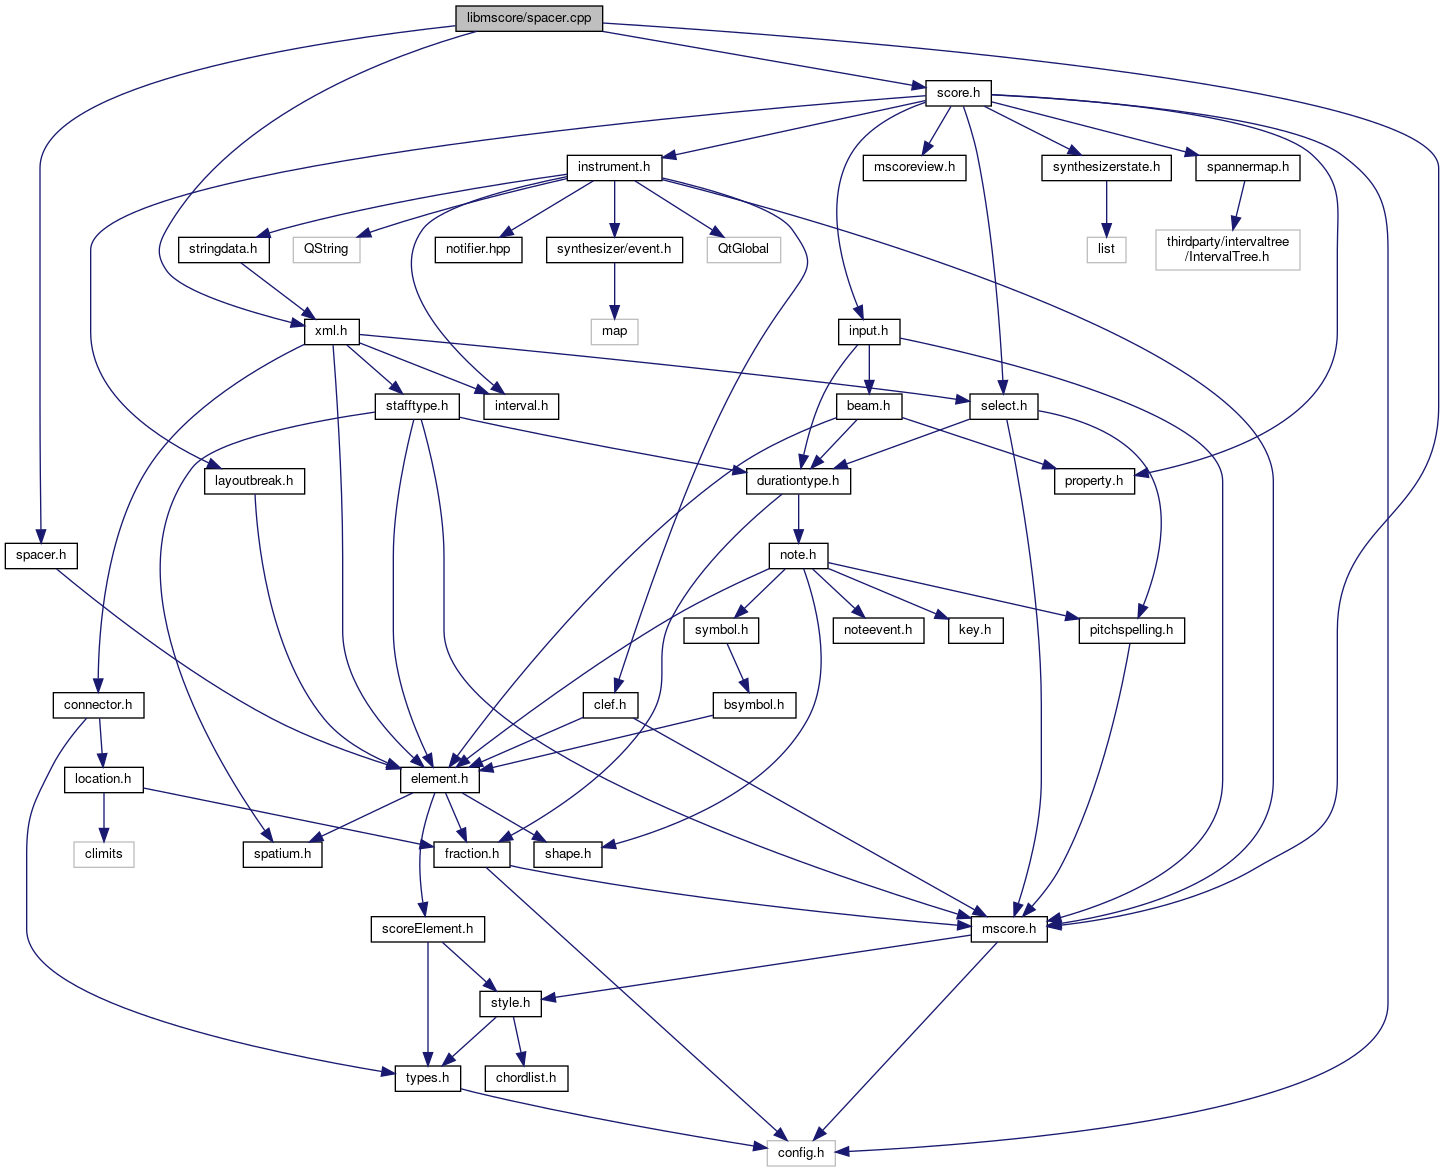 libmscore/spacer.cpp
score.h
instrument.h
mscoreview.h
synthesizerstate.h
spannermap.h
stringdata.h
QString
notifier.hpp
synthesizer/event.h
QtGlobal
list
thirdparty/intervaltree
/IntervalTree.h
xml.h
map
input.h
stafftype.h
interval.h
beam.h
select.h
layoutbreak.h
durationtype.h
property.h
spacer.h
note.h
symbol.h
noteevent.h
key.h
pitchspelling.h
connector.h
clef.h
bsymbol.h
location.h
element.h
climits
spatium.h
fraction.h
shape.h
scoreElement.h
mscore.h
style.h
types.h
chordlist.h
config.h